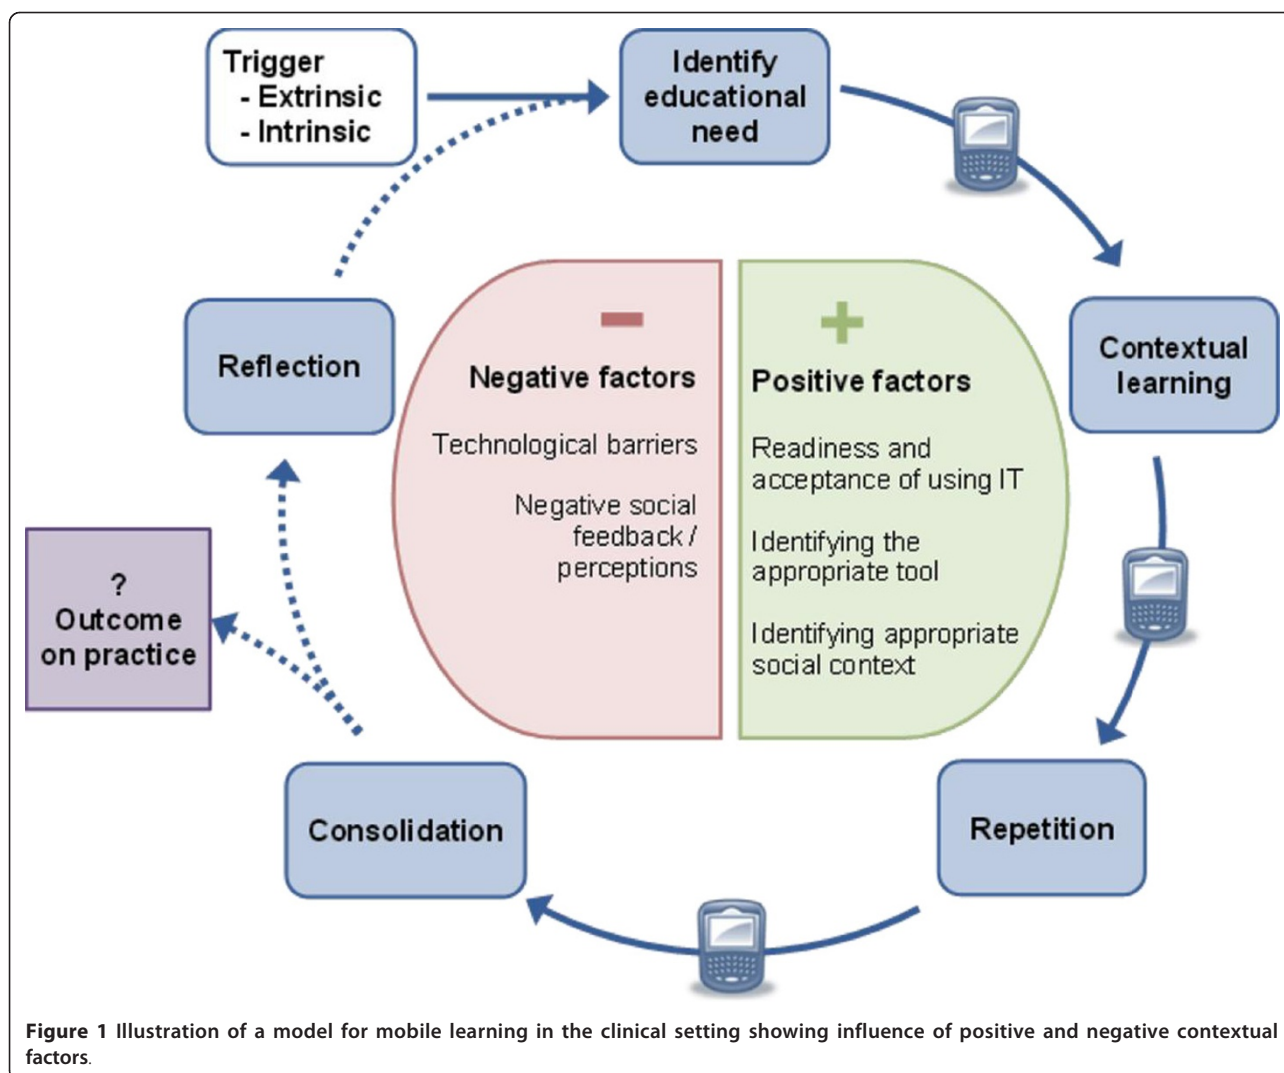 Trigger
- Extrinsic
- Intrinsic
Identify
educational
need
Contextual
learning
Repetition
Consolidation
?
Outcome
on practice
Reflection
Negative factors
Technological barriers
Negative social
feedback /
perceptions
Positive factors
Readiness and
acceptance of using IT
Identifying the
appropriate tool
Identifying appropriate
social context
Figure 1 Illustration of a model for mobile learning in the clinical setting showing influence of positive and negative contextual
factors.